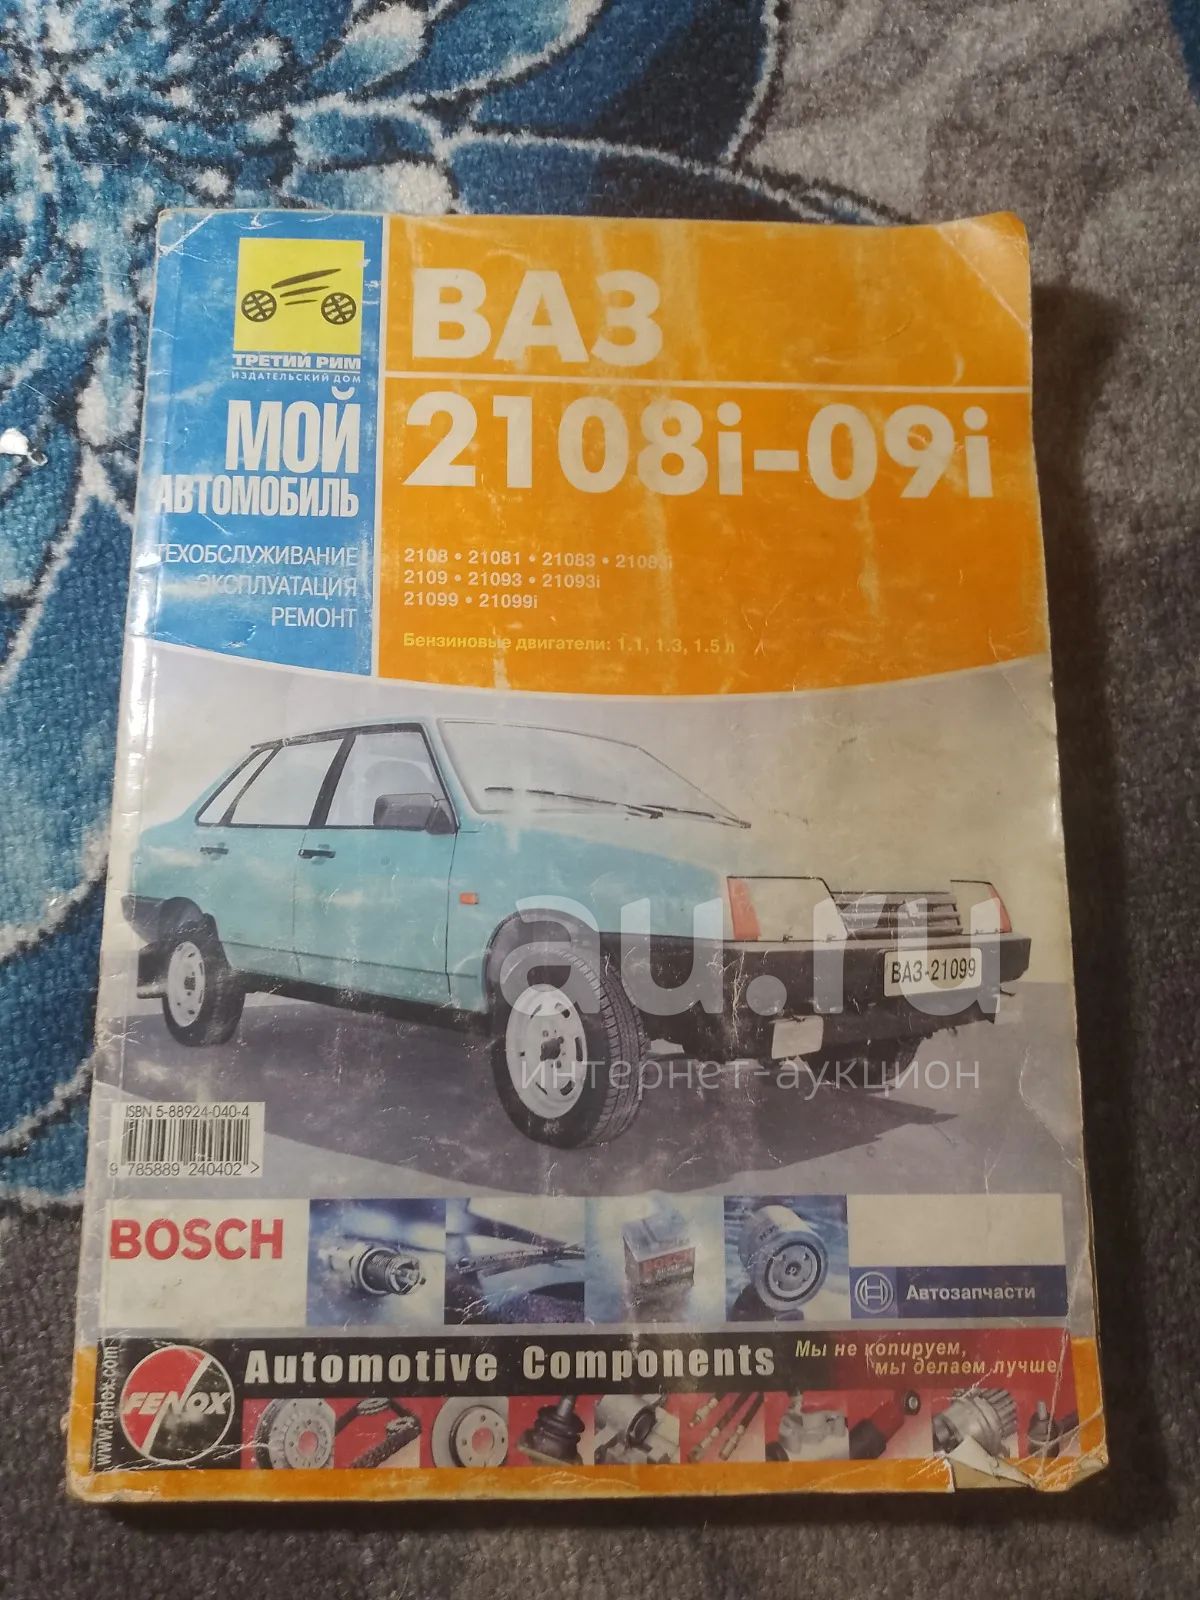 ТРЕТИЙ РИМ
ИЗДАТЕЛЬСКИЙ ДОМ
МОЙ
АВТОМОБИЛЬ
ТЕХОБСЛУЖИВАНИЕ
ЭКСПЛУАТАЦИЯ
РЕМОНТ
ВАЗ
2108i-09i
2108 • 21081 • 21083 • 21083i
2109 • 21093 • 21093i
21099 • 21099i
Бензиновые двигатели: 1.1, 1.3, 1.5 л
ВАЗ-21099
au.ru
интернет-аукцион
ISBN 5-88924-040-4
9 785889 240402 >
BOSCH
Автозапчасти
www.fenox.com
FENOX
Automotive Components
Мы не копируем,
мы делаем лучше